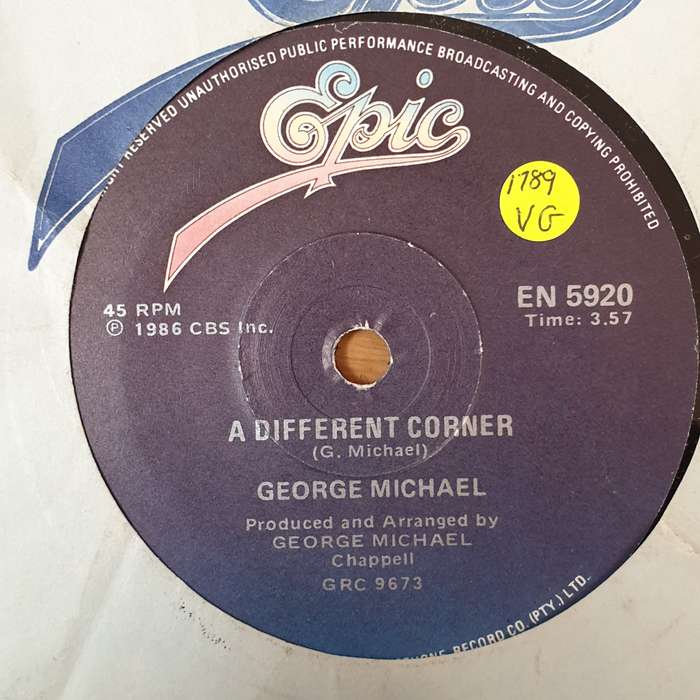 RESERVED UNAUTHORISED PUBLIC PERFORMANCE BROADCASTING AND COPYING PROHIBITED
Epic
1789
VG
EN 5920
Time: 3.57
45 RPM
℗ 1986 CBS Inc.
A DIFFERENT CORNER
(G. Michael)
GEORGE MICHAEL
Produced and Arranged by
GEORGE MICHAEL
Chappell
GRC 9673
RECORD CO. (PTY.) LTD.